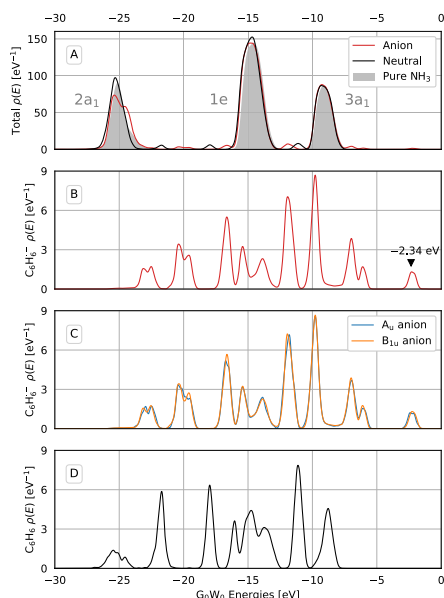 −30 −25 −20 −15 −10 −5 0
150
100
50
0
Total ρ(E) [eV⁻¹]
A
2a₁
1e
3a₁
Anion
Neutral
Pure NH₃
9
6
3
0
C₆H₆⁻ ρ(E) [eV⁻¹]
B
−2.34 eV
9
6
3
0
C₆H₆⁻ ρ(E) [eV⁻¹]
C
Aᵤ anion
B₁ᵤ anion
9
6
3
0
C₆H₆ ρ(E) [eV⁻¹]
D
−30 −25 −20 −15 −10 −5 0
G₀W₀ Energies [eV]